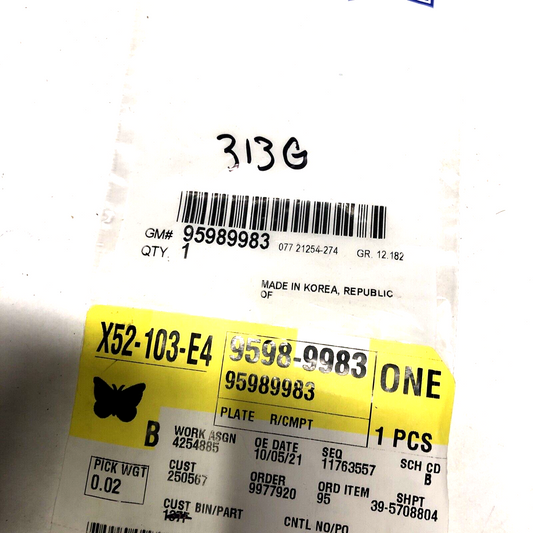 313G
GM# 95989983 077 21254-274 GR. 12.182
QTY. 1
MADE IN KOREA, REPUBLIC
OF
X52-103-E4 9598-9983 ONE
95989983
PLATE R/CMPT 1 PCS
B WORK ASGN OE DATE SEQ SCH CD
4254885 10/05/21 11763557 B
PICK WGT CUST ORDER ORD ITEM SHPT
0.02 250567 9977920 95 39-5708804
CUST BIN/PART CNTL NO/PO